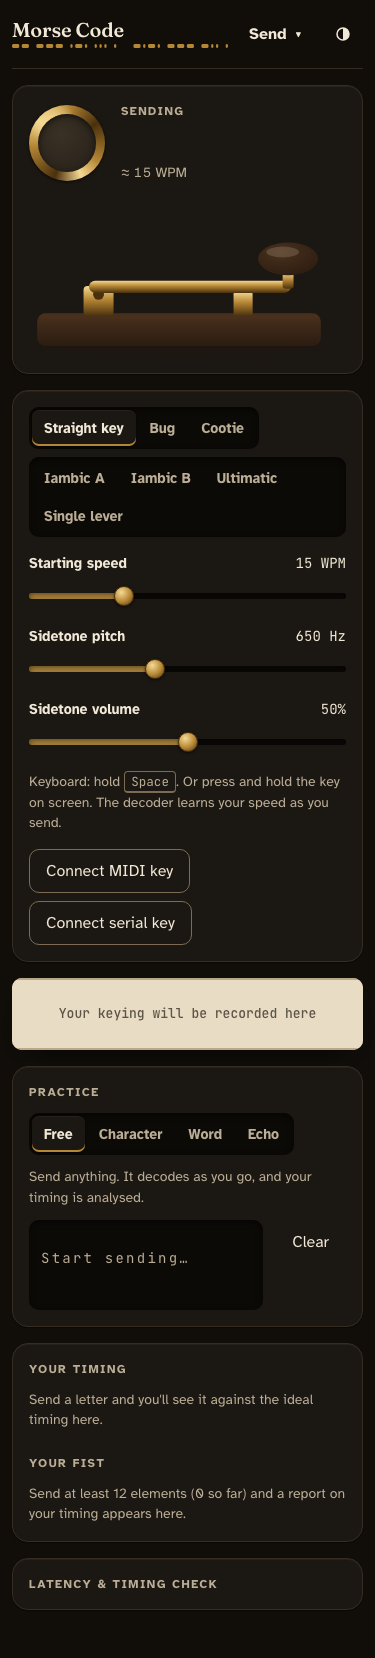 Morse Code
Send ▾
SENDING
≈ 15 WPM
Straight key Bug Cootie
Iambic A Iambic B Ultimatic
Single lever
Starting speed 15 WPM
Sidetone pitch 650 Hz
Sidetone volume 50%
Keyboard: hold Space. Or press and hold the key
on screen. The decoder learns your speed as you
send.
Connect MIDI key
Connect serial key
Your keying will be recorded here
PRACTICE
Free Character Word Echo
Send anything. It decodes as you go, and your
timing is analysed.
Start sending…
Clear
YOUR TIMING
Send a letter and you'll see it against the ideal
timing here.
YOUR FIST
Send at least 12 elements (0 so far) and a report on
your timing appears here.
LATENCY & TIMING CHECK